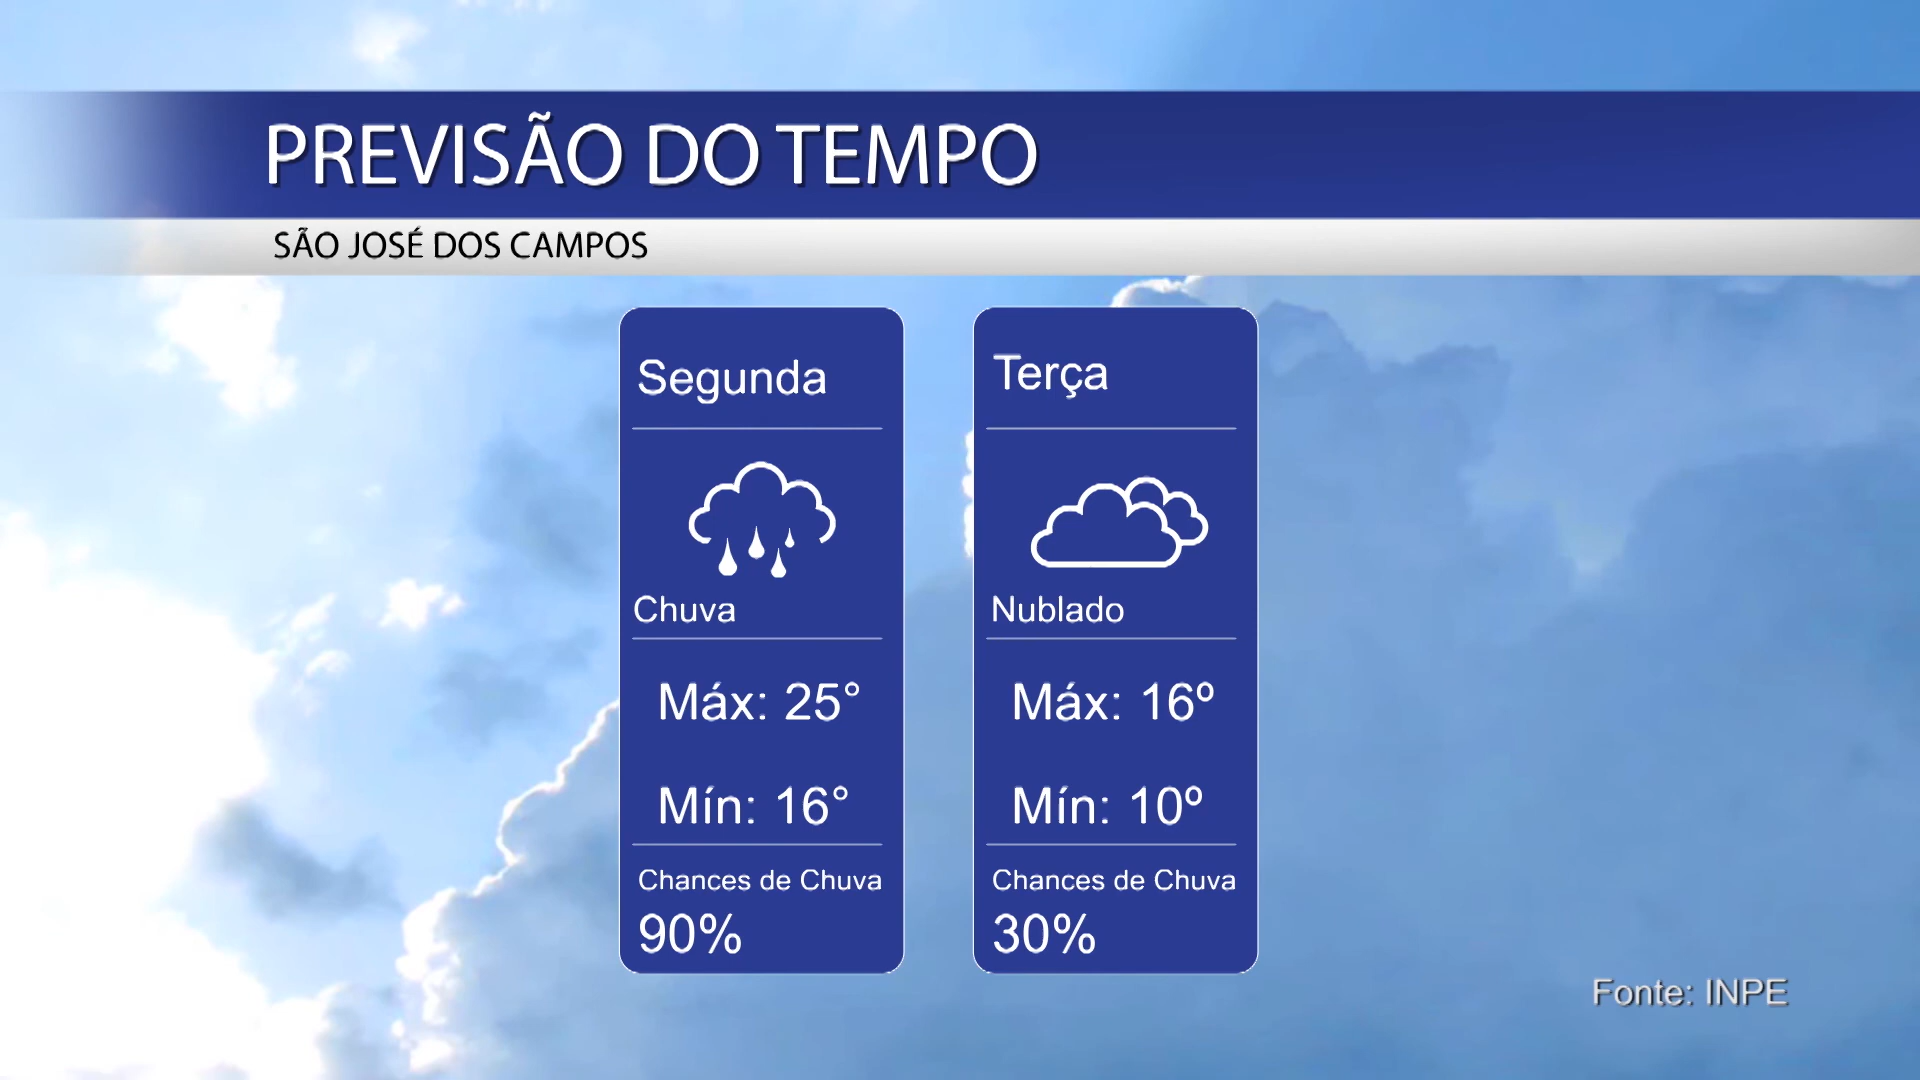 PREVISÃO DO TEMPO
SÃO JOSÉ DOS CAMPOS
Segunda
Chuva
Máx: 25°
Mín: 16°
Chances de Chuva
90%
Terça
Nublado
Máx: 16º
Mín: 10º
Chances de Chuva
30%
Fonte: INPE